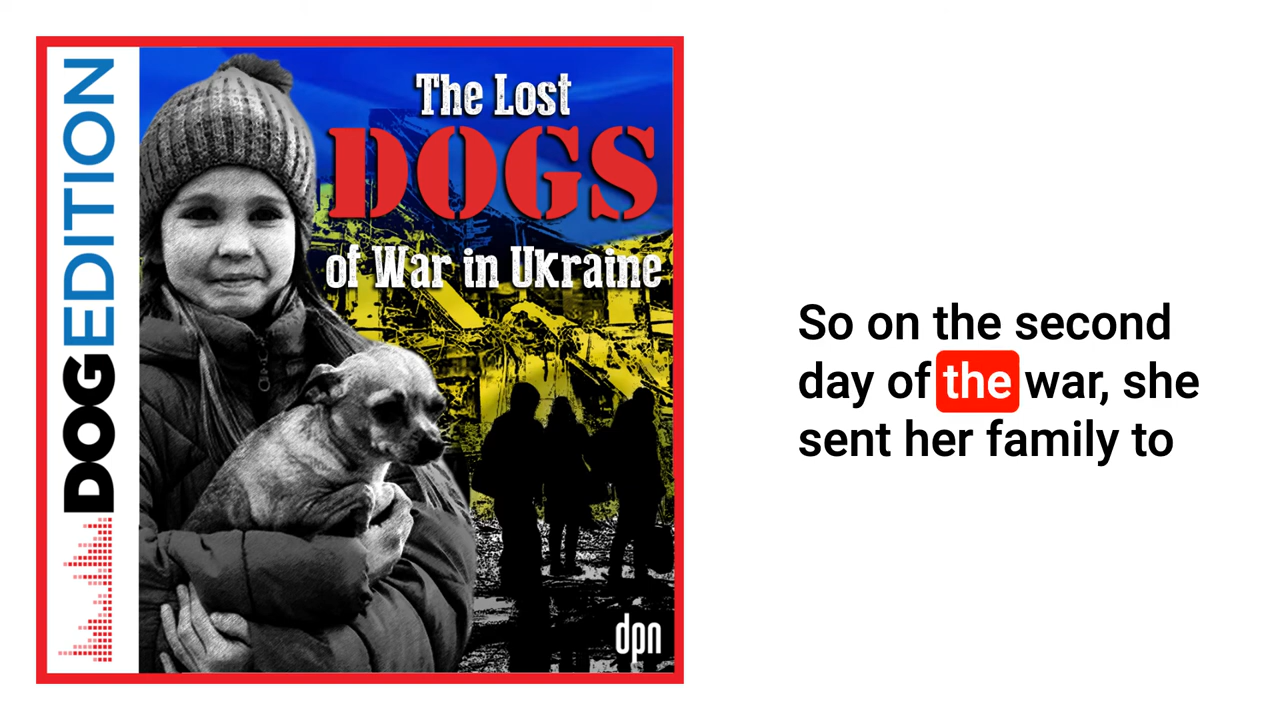 DOGEDITION
The Lost
DOGS
of War in Ukraine
dpn
So on the second
day of the war, she
sent her family to